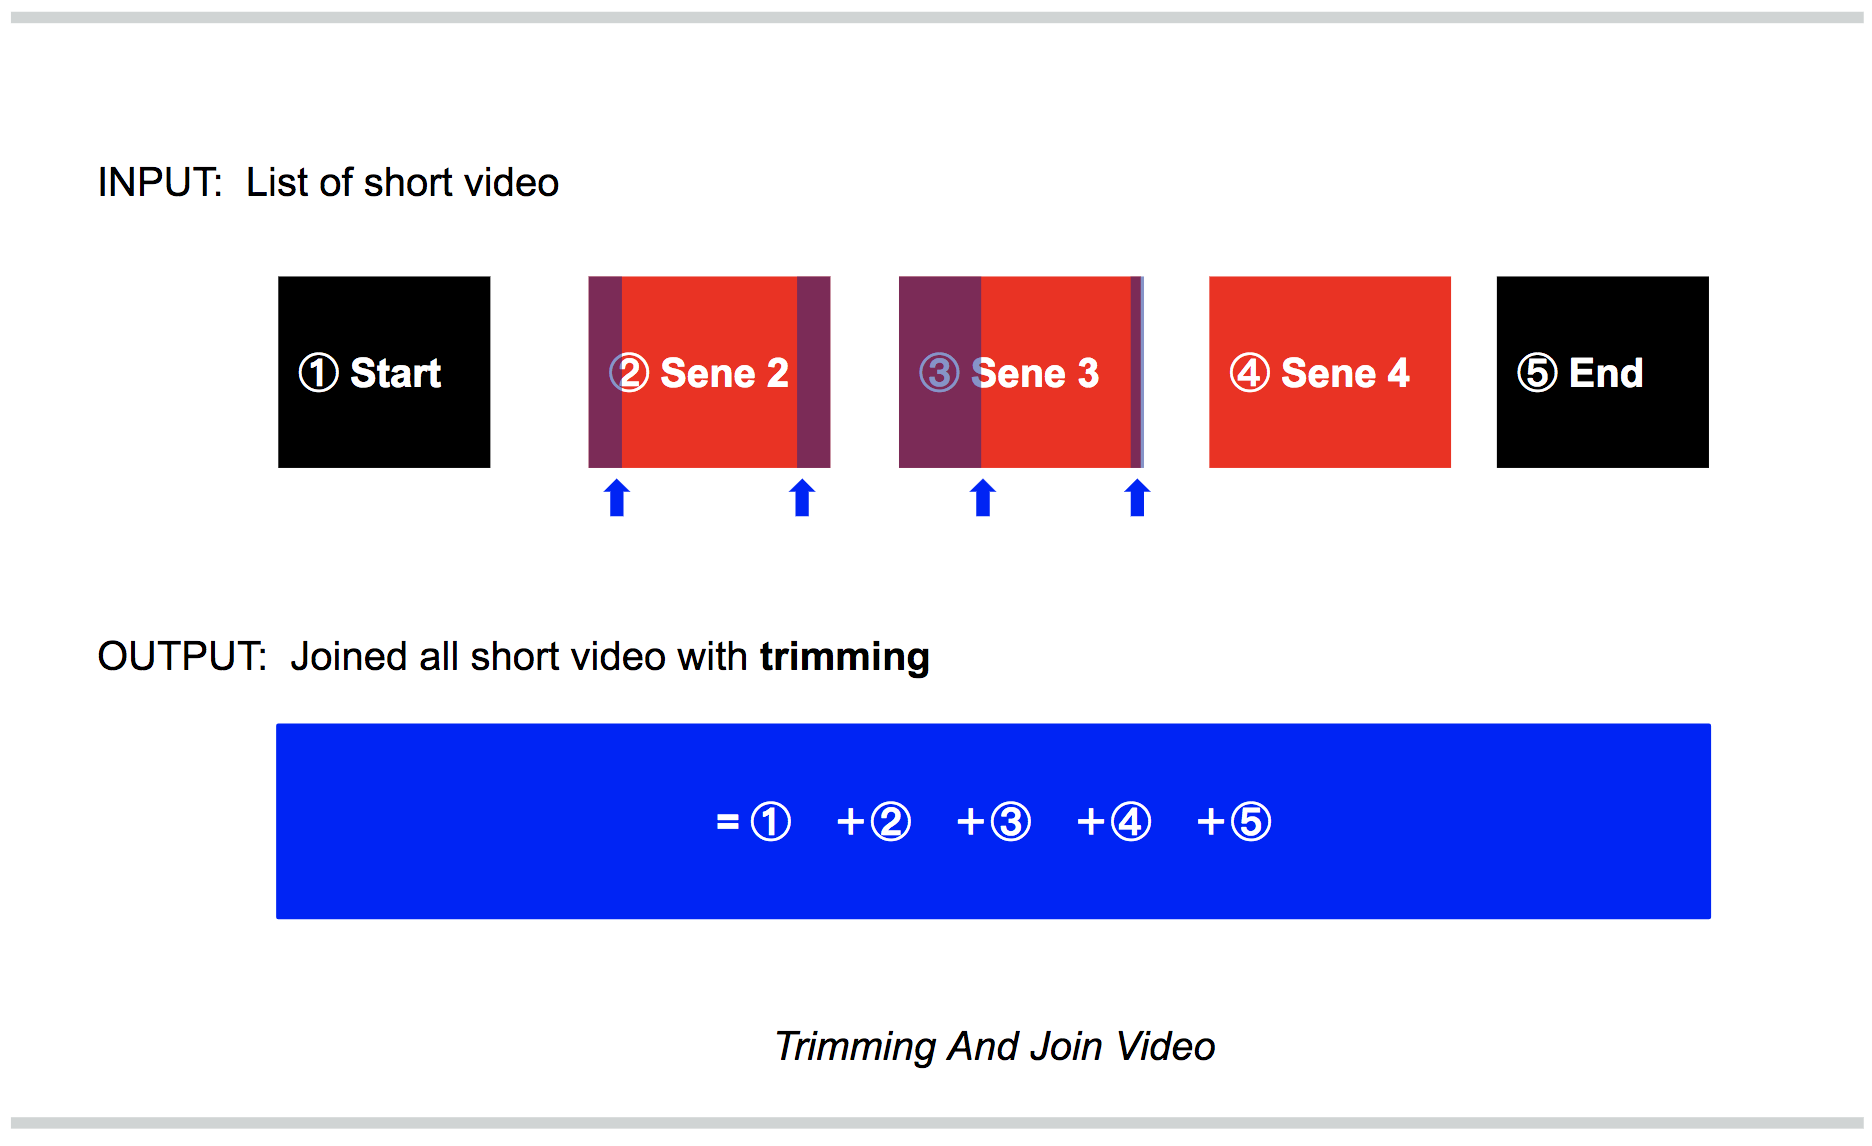 INPUT:  List of short video
① Start
② Sene 2
③ Sene 3
④ Sene 4
⑤ End
OUTPUT:  Joined all short video with trimming
= ① +② +③ +④ +⑤
Trimming And Join Video